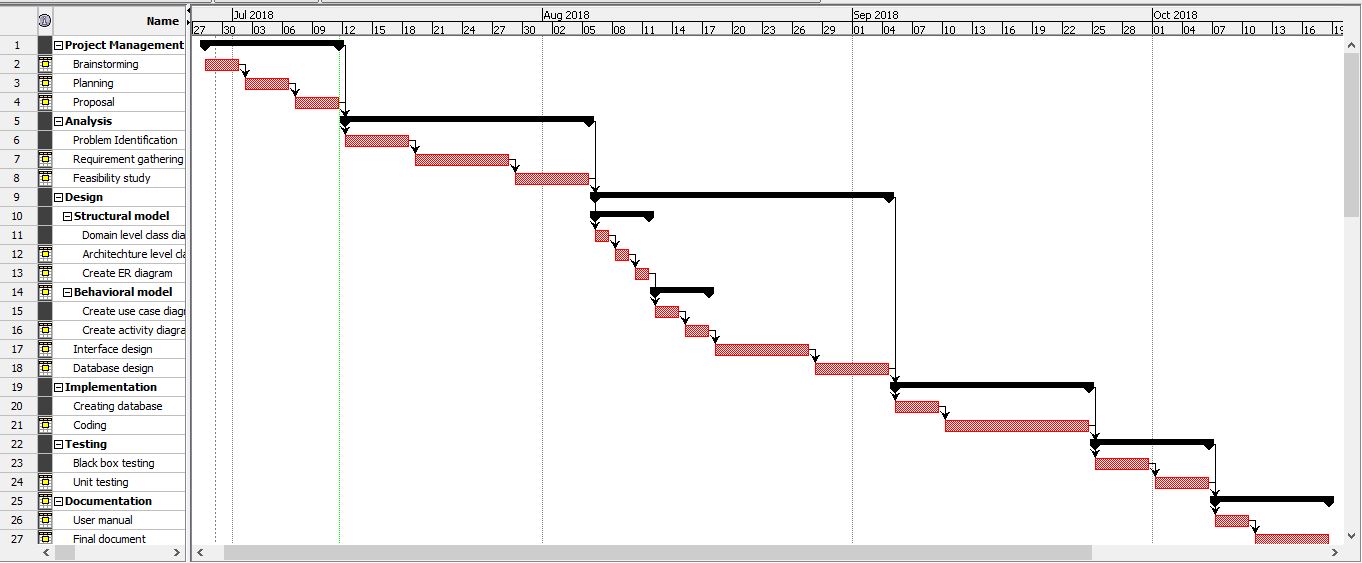 Name
Jul 2018 Aug 2018 Sep 2018 Oct 2018
27 30 03 06 09 12 15 18 21 24 27 30 02 05 08 11 14 17 20 23 26 29 01 04 07 10 13 16 19 22 25 28 01 04 07 10 13 16 19
1 Project Management
2 Brainstorming
3 Planning
4 Proposal
5 Analysis
6 Problem Identification
7 Requirement gathering
8 Feasibility study
9 Design
10 Structural model
11 Domain level class dia
12 Architechture level cla
13 Create ER diagram
14 Behavioral model
15 Create use case diagr
16 Create activity diagra
17 Interface design
18 Database design
19 Implementation
20 Creating database
21 Coding
22 Testing
23 Black box testing
24 Unit testing
25 Documentation
26 User manual
27 Final document